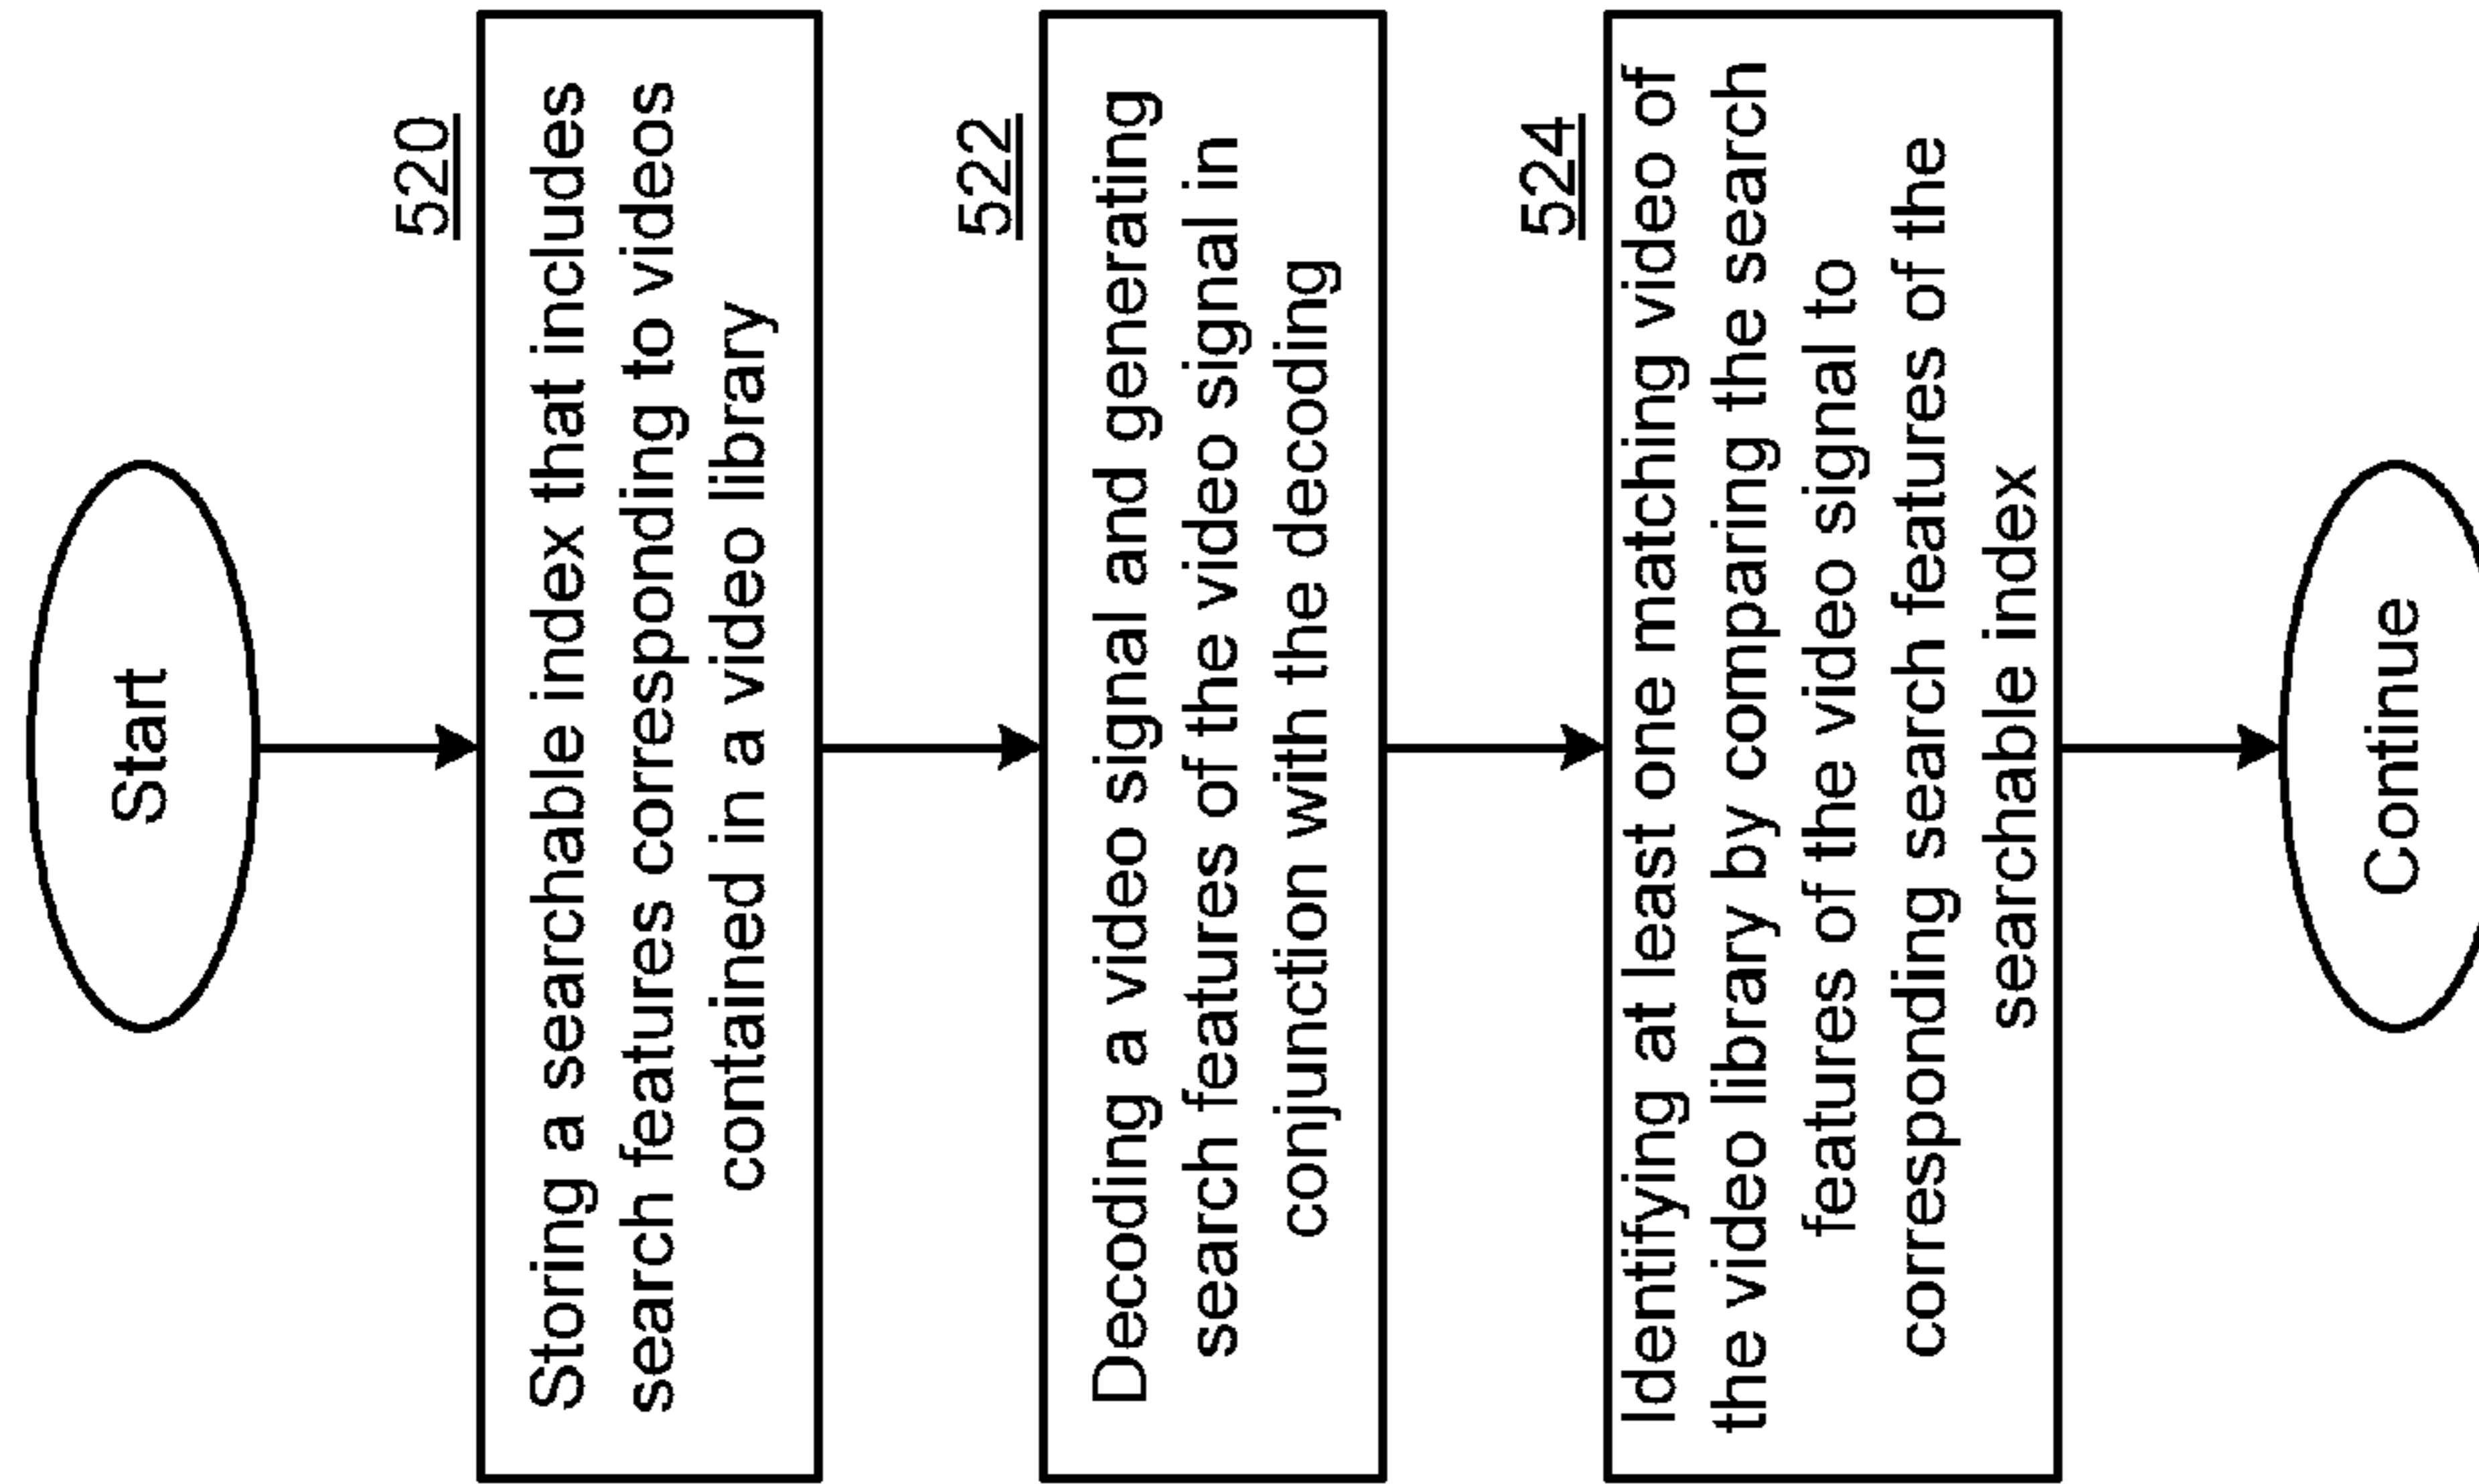 Start
520
Storing a searchable index that includes
search features corresponding to videos
contained in a video library
522
Decoding a video signal and generating
search features of the video signal in
conjunction with the decoding
524
Identifying at least one matching video of
the video library by comparing the search
features of the video signal to
corresponding search features of the
searchable index
Continue